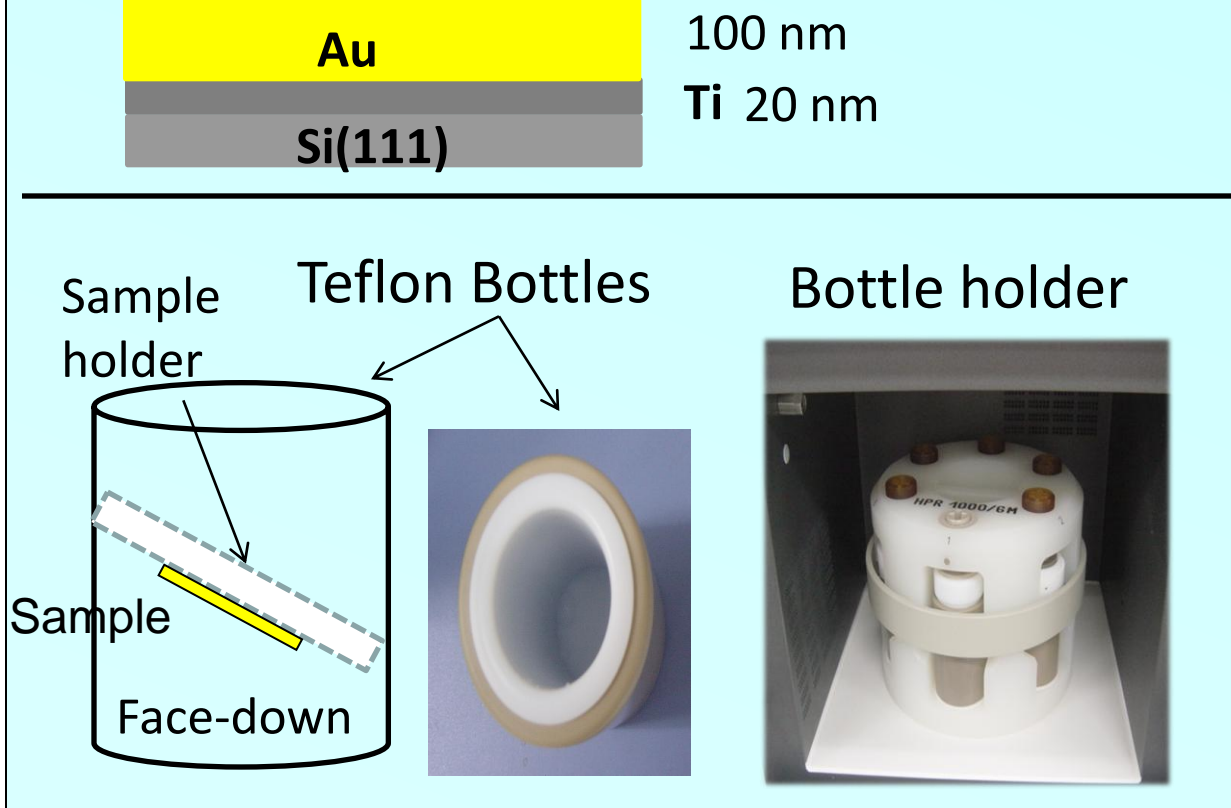 Au
100 nm
Ti 20 nm
Si(111)
Sample
holder
Teflon Bottles
Bottle holder
HPR 1000/6M
Sample
Face-down